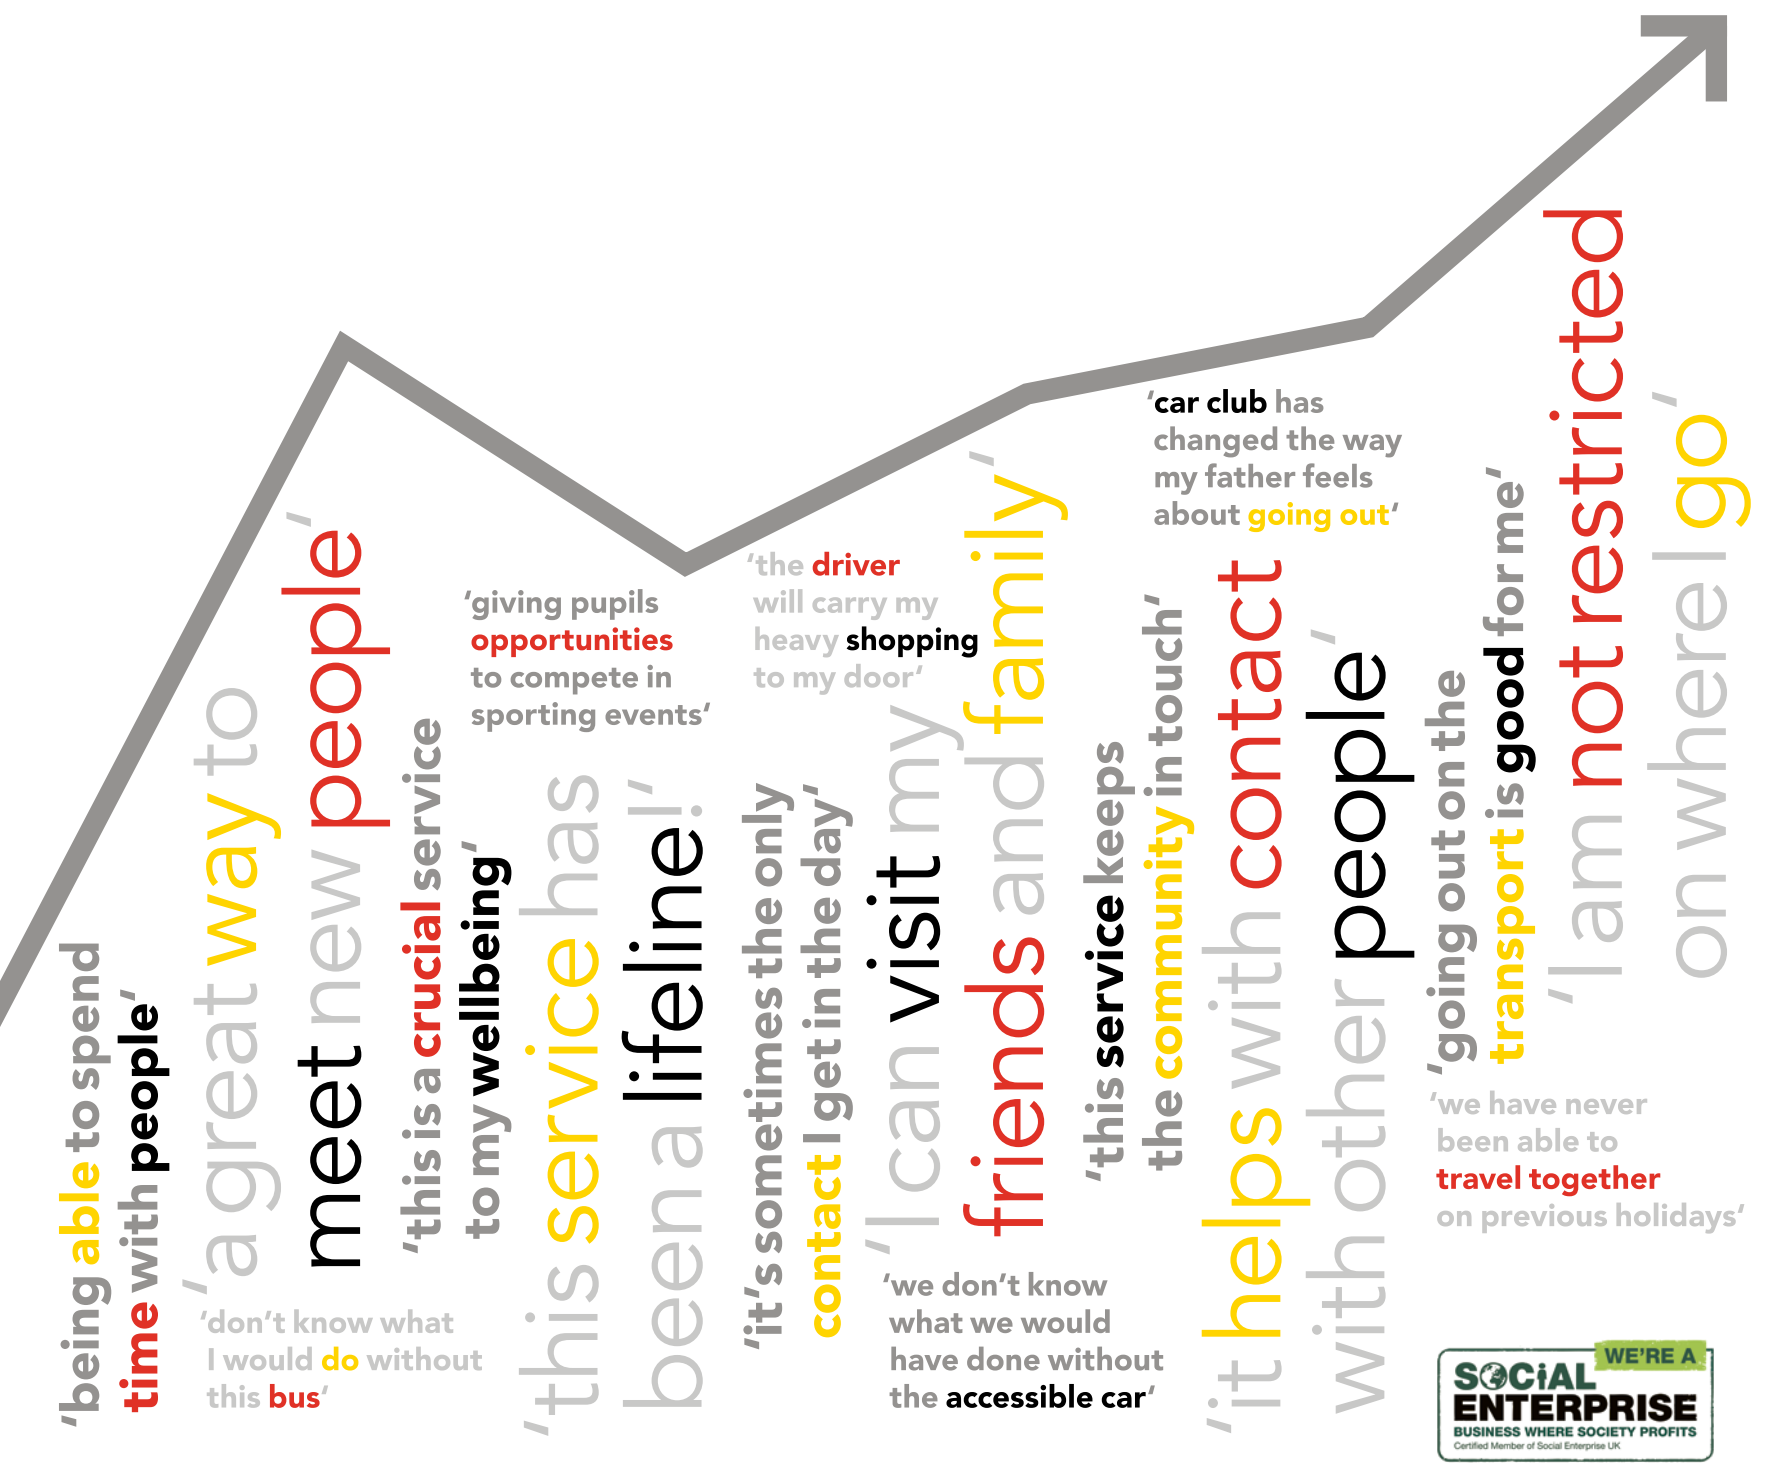 ‘being able to spend
time with people’
‘a great way to
meet new people’
‘don’t know what
I would do without
this bus‘
‘this is a crucial service
to my wellbeing’
‘giving pupils
opportunities
to compete in
sporting events‘
‘this service has
been a lifeline!’
‘it’s sometimes the only
contact I get in the day’
‘the driver
will carry my
heavy shopping
to my door‘
‘I can visit my
friends and family’
‘we don’t know
what we would
have done without
the accessible car‘
‘this service keeps
the community in touch’
‘car club has
changed the way
my father feels
about going out‘
‘it helps with contact
with other people’
‘going out on the
transport is good for me’
‘we have never
been able to
travel together
on previous holidays‘
‘I am not restricted
on where I go’
WE’RE A
SOCiAL
ENTERPRISE
BUSINESS WHERE SOCIETY PROFITS
Certified Member of Social Enterprise UK